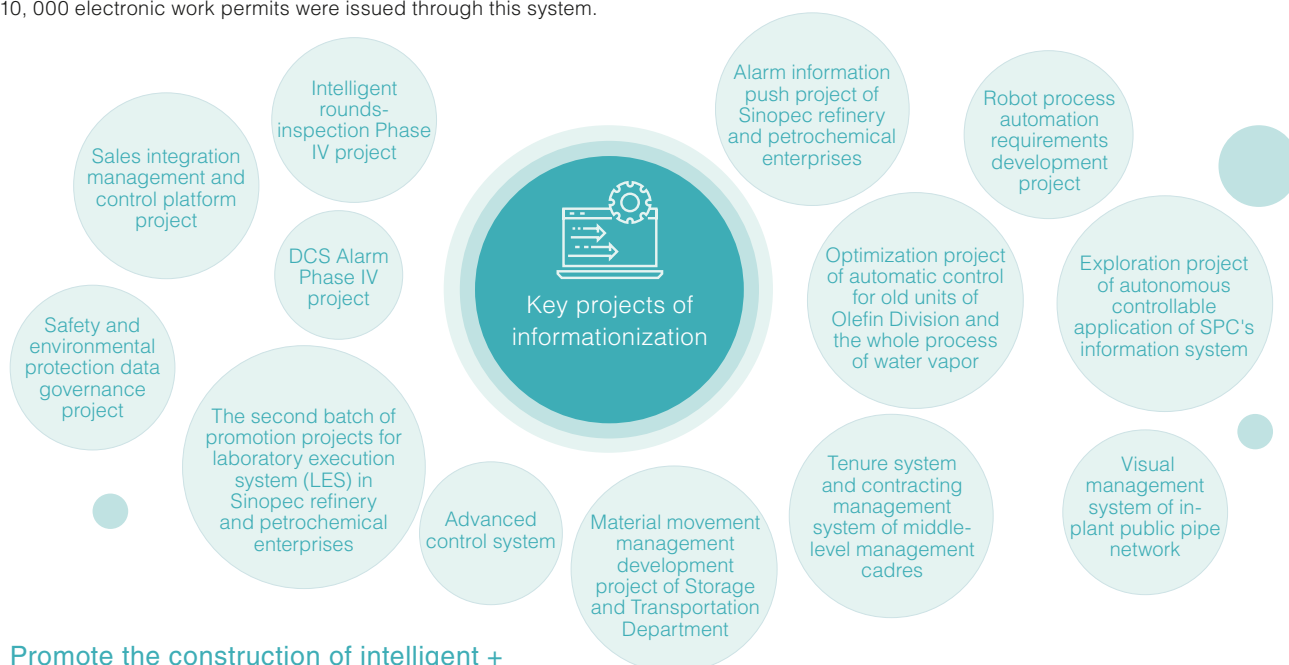 10, 000 electronic work permits were issued through this system.
Intelligent
rounds-
inspection Phase
IV project
Sales integration
management and
control platform
project
DCS Alarm
Phase IV
project
Safety and
environmental
protection data
governance
project
The second batch of
promotion projects for
laboratory execution
system (LES) in
Sinopec refinery
and petrochemical
enterprises
Advanced
control system
Key projects of
informationization
Material movement
management
development
project of Storage
and Transportation
Department
Alarm information
push project of
Sinopec refinery
and petrochemical
enterprises
Robot process
automation
requirements
development
project
Optimization project
of automatic control
for old units of
Olefin Division and
the whole process
of water vapor
Exploration project
of autonomous
controllable
application of SPC's
information system
Tenure system
and contracting
management
system of middle-
level management
cadres
Visual
management
system of in-
plant public pipe
network
Promote the construction of intelligent +